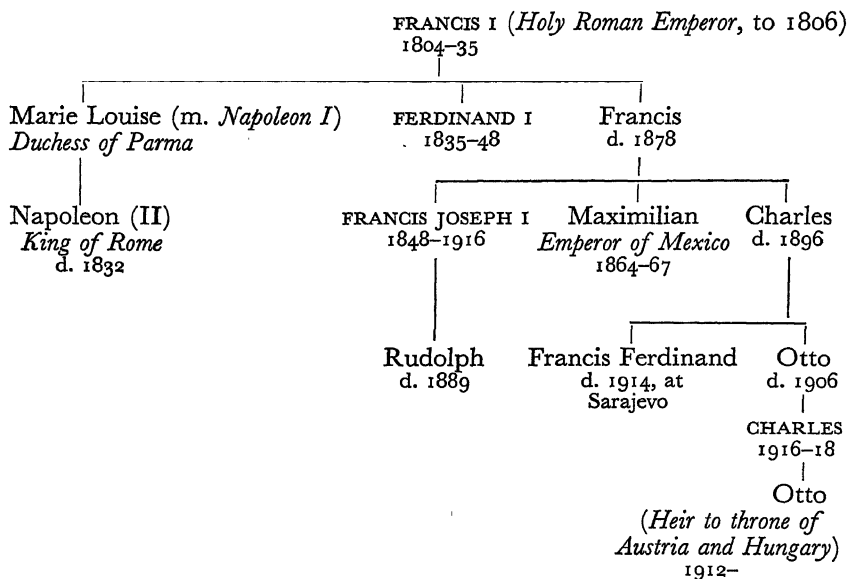 FRANCIS I (Holy Roman Emperor, to 1806)
1804–35
Marie Louise (m. Napoleon I)
Duchess of Parma
FERDINAND I
1835–48
Francis
d. 1878
Napoleon (II)
King of Rome
d. 1832
FRANCIS JOSEPH I
1848–1916
Maximilian
Emperor of Mexico
1864–67
Charles
d. 1896
Rudolph
d. 1889
Francis Ferdinand
d. 1914, at
Sarajevo
Otto
d. 1906
CHARLES
1916–18
Otto
(Heir to throne of
Austria and Hungary)
1912–